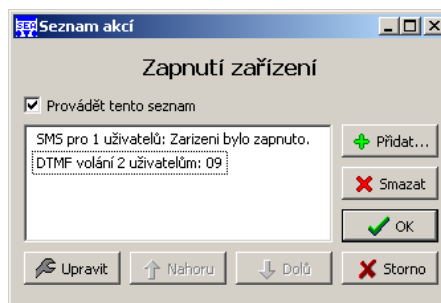 Seznam akcí
Zapnutí zařízení
Provádět tento seznam
SMS pro 1 uživatelů: Zarizeni bylo zapnuto.
DTMF volání 2 uživatelům: 09
Přidat...
Smazat
OK
Upravit
Nahoru
Dolů
Storno